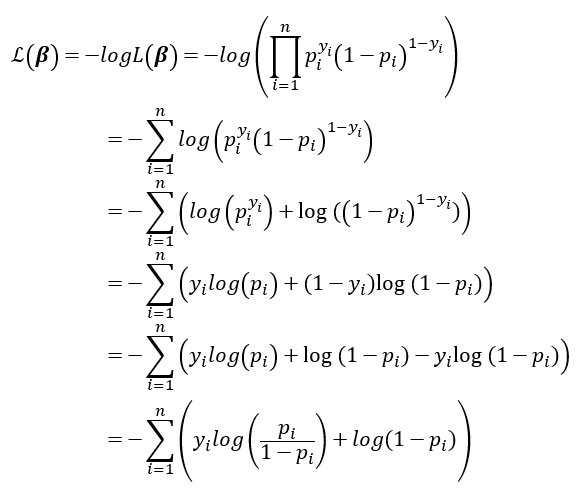 ℒ(𝜷) = −logL(𝜷) = −log(∏_{i=1}^{n} p_i^{y_i}(1 − p_i)^{1−y_i})
= −∑_{i=1}^{n} log(p_i^{y_i}(1 − p_i)^{1−y_i})
= −∑_{i=1}^{n} (log(p_i^{y_i}) + log ((1 − p_i)^{1−y_i}))
= −∑_{i=1}^{n} (y_i log(p_i) + (1 − y_i)log (1 − p_i))
= −∑_{i=1}^{n} (y_i log(p_i) + log (1 − p_i) − y_i log (1 − p_i))
= −∑_{i=1}^{n} (y_i log(\frac{p_i}{1 − p_i}) + log(1 − p_i))